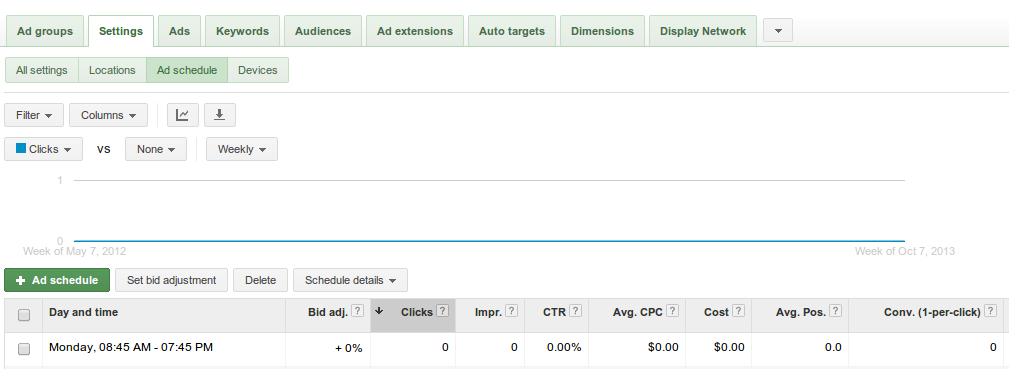 Ad groups Settings Ads Keywords Audiences Ad extensions Auto targets Dimensions Display Network
All settings Locations Ad schedule Devices
Filter Columns
Clicks VS None Weekly
1
0
Week of May 7, 2012 Week of Oct 7, 2013
+ Ad schedule Set bid adjustment Delete Schedule details
Day and time Bid adj. ? Clicks ? Impr. ? CTR ? Avg. CPC ? Cost ? Avg. Pos. ? Conv. (1-per-click) ?
Monday, 08:45 AM - 07:45 PM + 0% 0 0 0.00% $0.00 $0.00 0.0 0